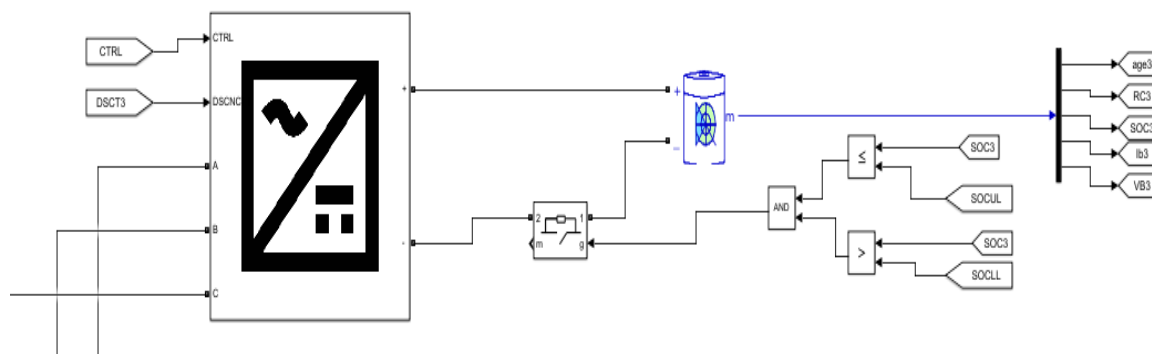 CTRL
CTRL
DSCT3
DSCNC
A
B
C
+
-
+
-
m
2
1
m
g
AND
≤
>
SOC3
SOCUL
SOC3
SOCLL
age3
RC3
SOC3
Ib3
VB3